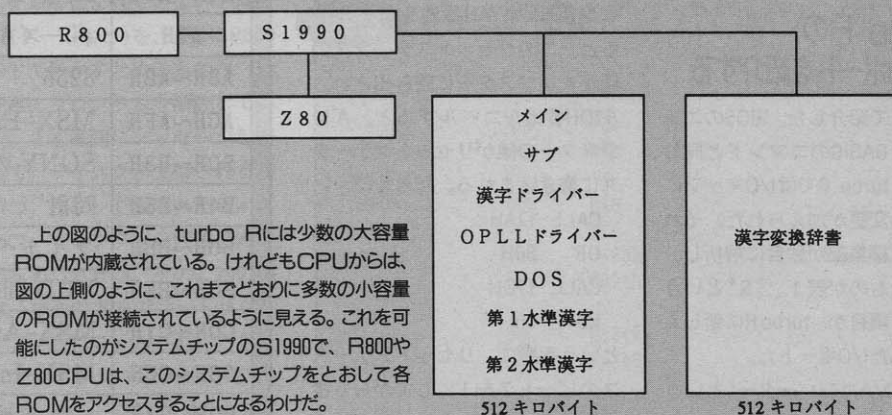 R800
S1990
Z80
メイン
サブ
漢字ドライバー
OPLLドライバー
DOS
第1水準漢字
第2水準漢字
512キロバイト
漢字変換辞書
512キロバイト
上の図のように、turbo Rには少数の大容量
ROMが内蔵されている。けれどもCPUからは、
図の上側のように、これまでどおりに多数の小容量
のROMが接続されているように見える。これを可
能にしたのがシステムチップのS1990で、R800や
Z80CPUは、このシステムチップをとおして各
ROMをアクセスすることになるわけだ。